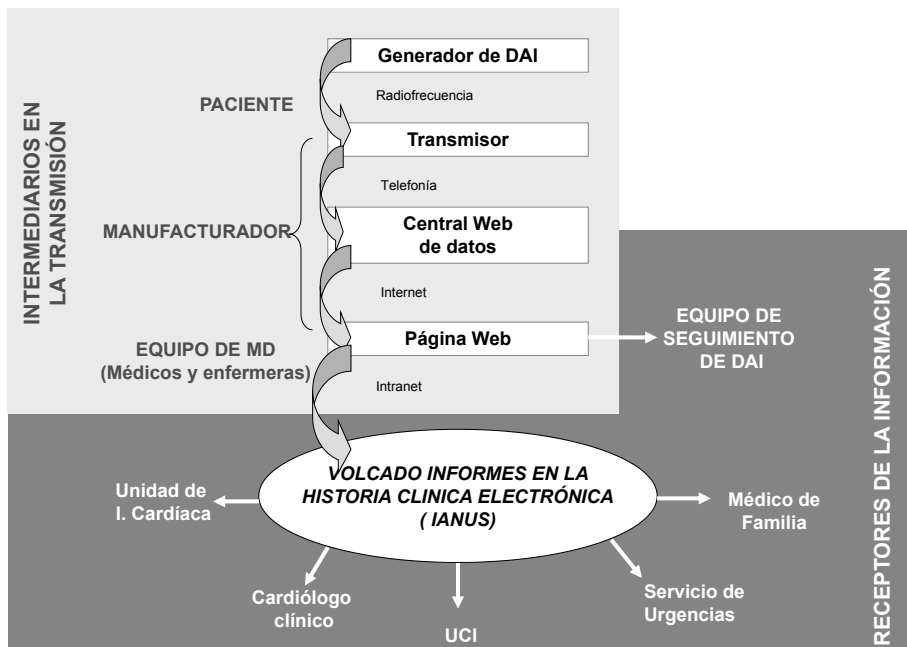 Generador de DAI
Radiofrecuencia
PACIENTE
Transmisor
Telefonía
MANUFACTURADOR
Central Web
de datos
Internet
Página Web
EQUIPO DE MD
(Médicos y enfermeras)
Intranet
INTERMEDIARIOS EN
LA TRANSMISIÓN
EQUIPO DE
SEGUIMIENTO
DE DAI
RECEPTORES DE LA INFORMACIÓN
VOLCADO INFORMES EN LA
HISTORIA CLINICA ELECTRÓNICA
( IANUS)
Unidad de
I. Cardíaca
Cardiólogo
clínico
UCI
Servicio de
Urgencias
Médico de
Familia